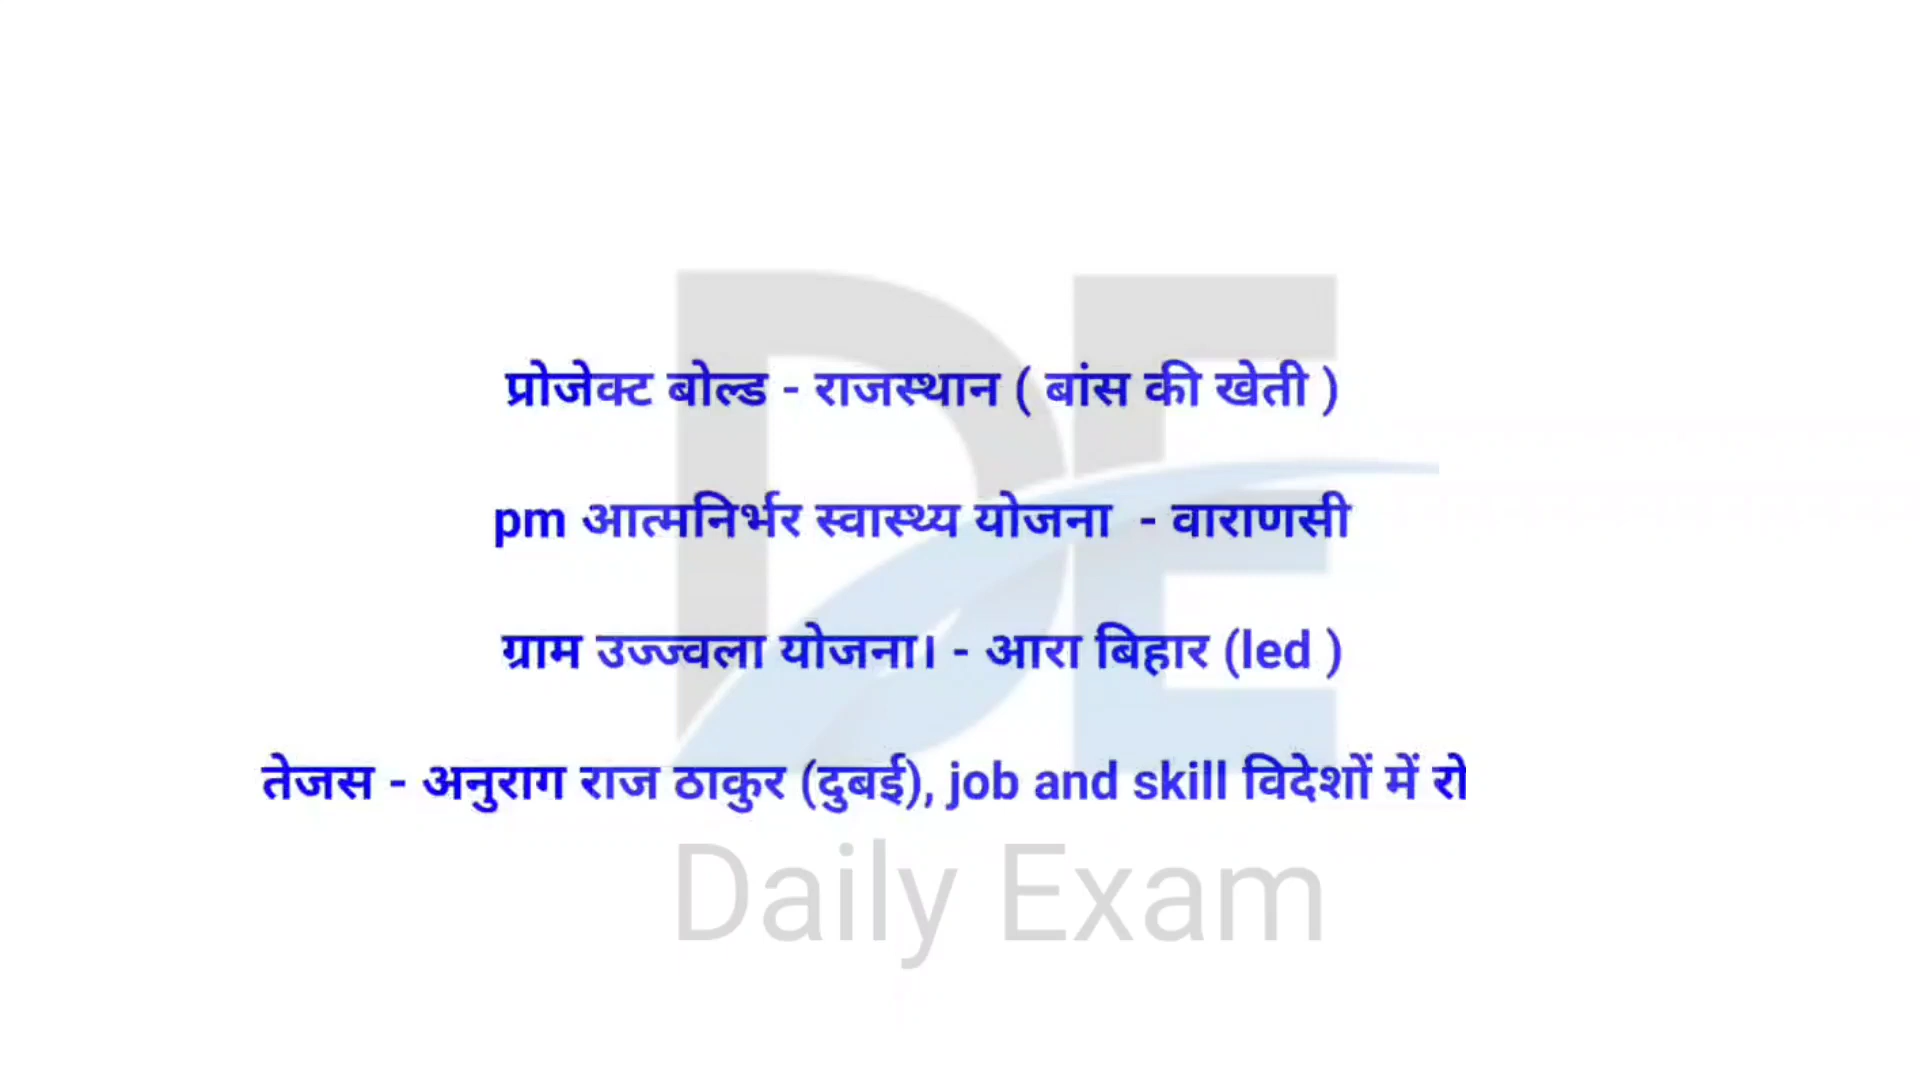 प्रोजेक्ट बोल्ड - राजस्थान ( बांस की खेती )
pm आत्मनिर्भर स्वास्थ्य योजना - वाराणसी
ग्राम उज्ज्वला योजना। - आरा बिहार (led )
तेजस - अनुराग राज ठाकुर (दुबई), job and skill विदेशों में रो
DE
Daily Exam